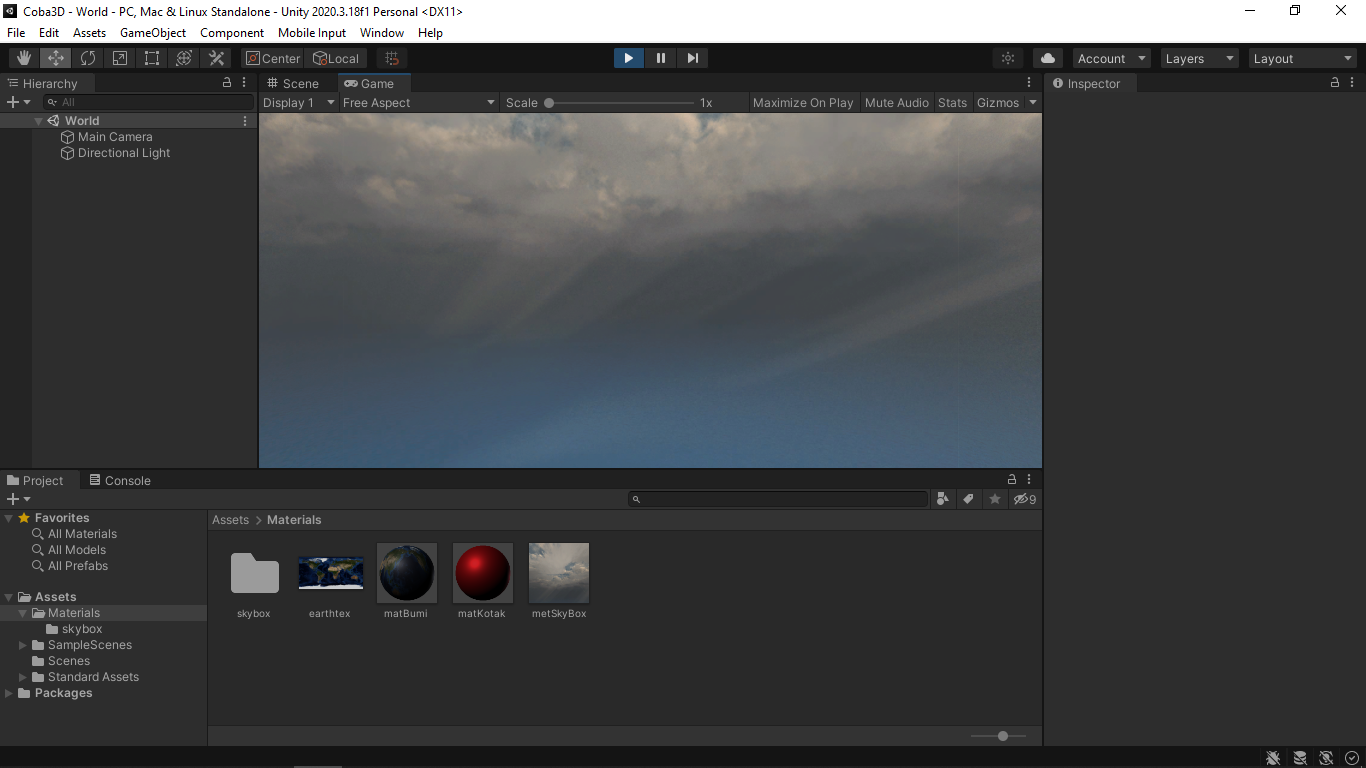 Coba3D - World - PC, Mac & Linux Standalone - Unity 2020.3.18f1 Personal <DX11>
File Edit Assets GameObject Component Mobile Input Window Help
Center Local Account Layers Layout
Hierarchy Scene Game Inspector
All Display 1 Free Aspect Scale 1x Maximize On Play Mute Audio Stats Gizmos
World
Main Camera
Directional Light
Project Console
9
Favorites Assets > Materials
All Materials
All Models
All Prefabs
Assets
Materials
skybox
SampleScenes
Scenes
Standard Assets
Packages
skybox earthtex matBumi matKotak metSkyBox